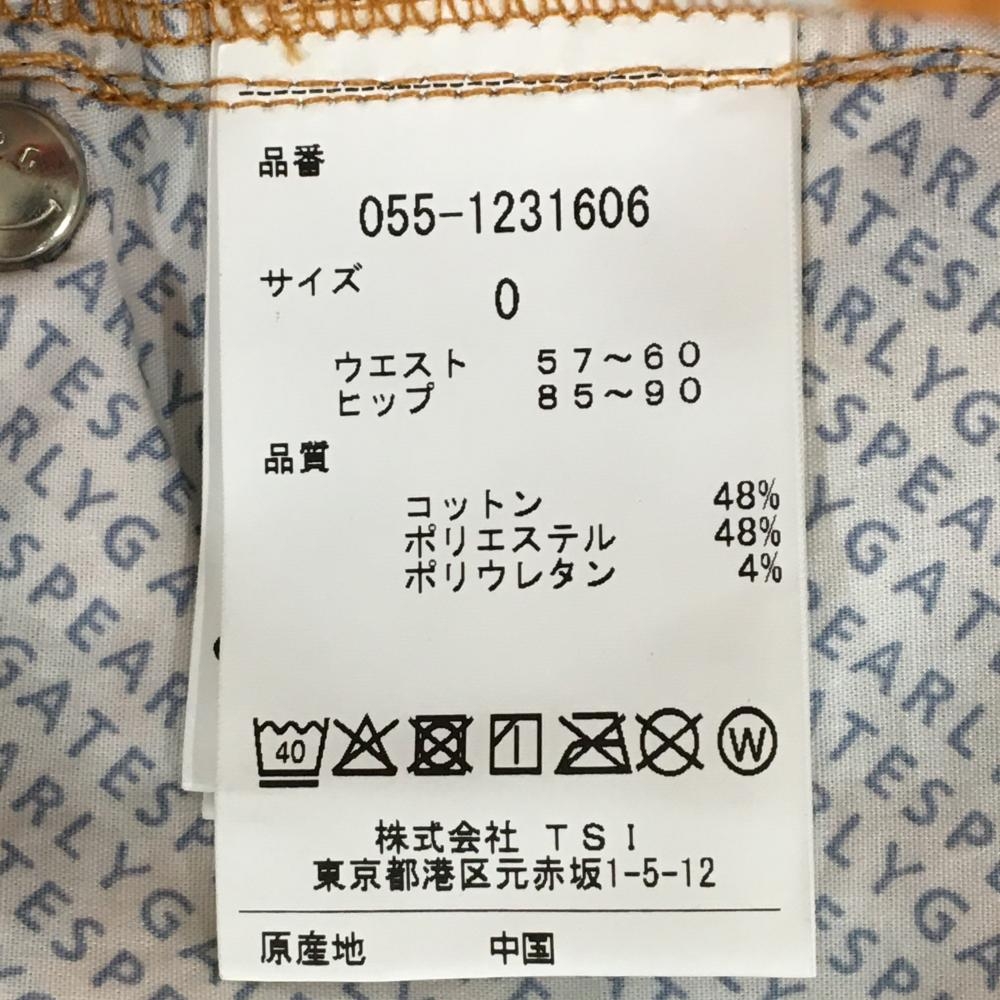 品番
055-1231606
サイズ 0
ウエスト 57～60
ヒップ 85～90
品質
コットン 48%
ポリエステル 48%
ポリウレタン 4%
40 W
株式会社 TSI
東京都港区元赤坂1-5-12
原産地 中国
PEARLY GATES